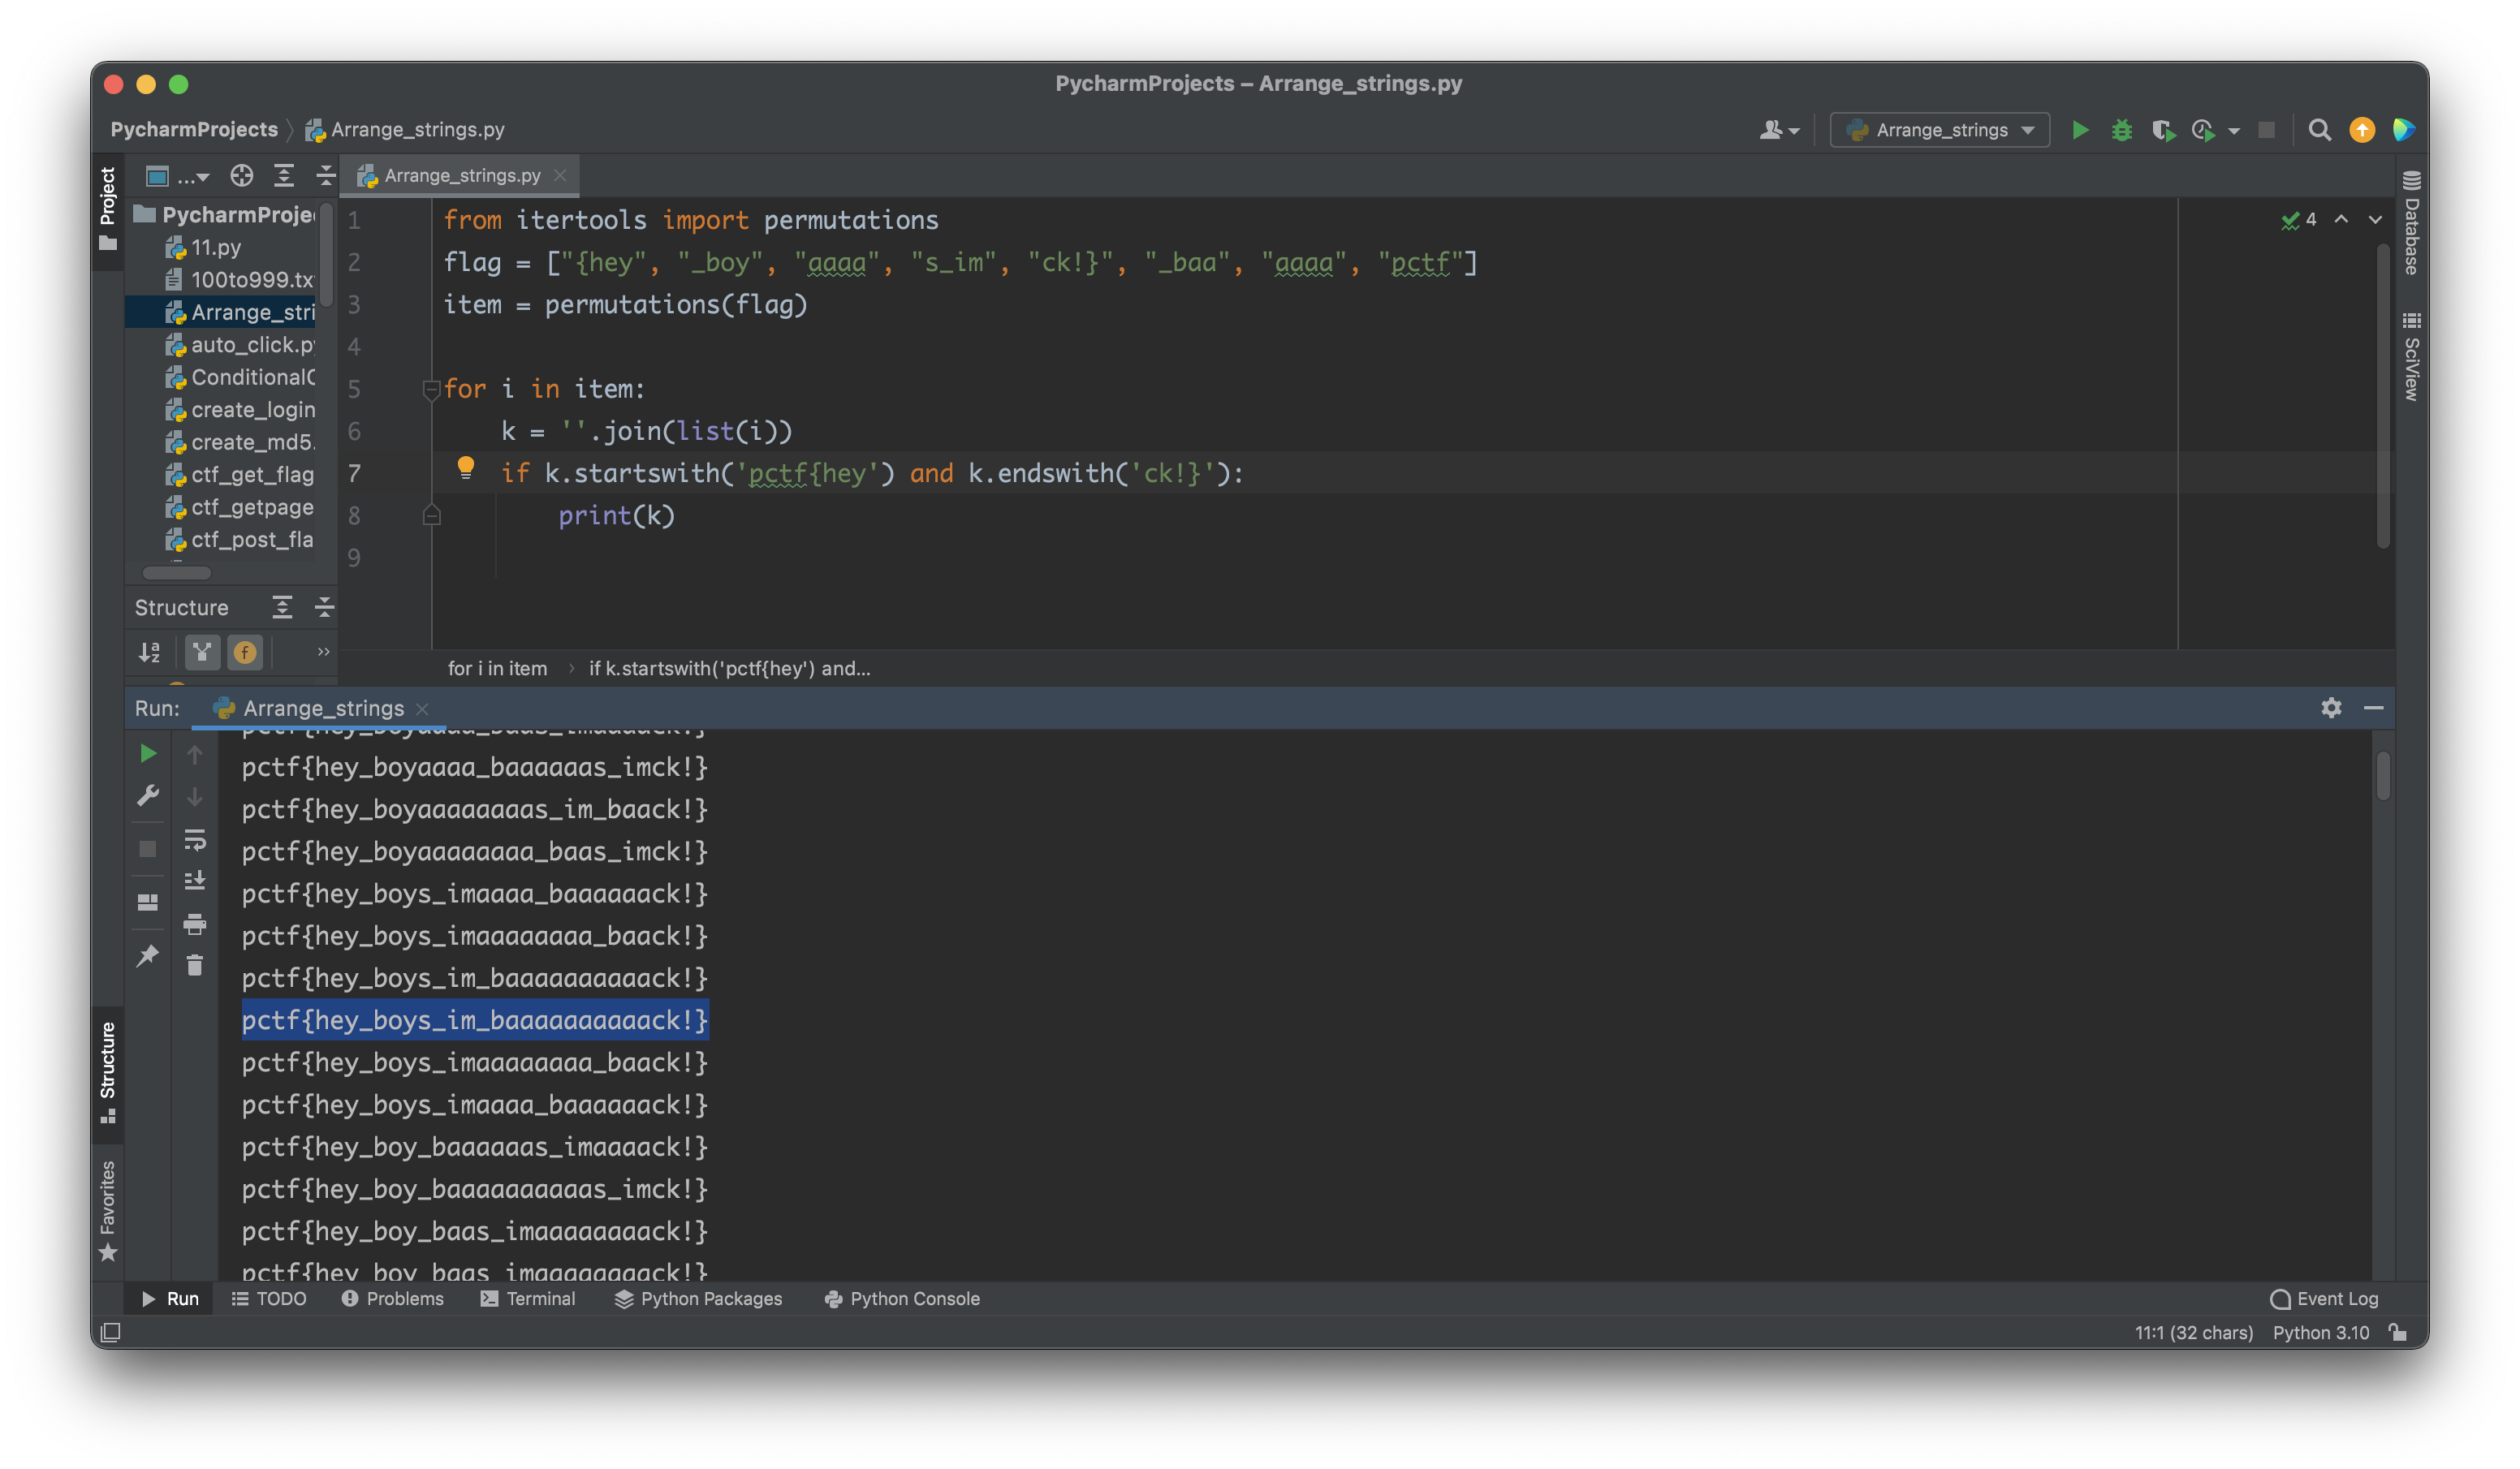 PycharmProjects – Arrange_strings.py
PycharmProjects
Arrange_strings.py
Arrange_strings
Project
...
Arrange_strings.py
PycharmProje
11.py
100to999.tx
Arrange_stri
auto_click.p
Conditional
create_login
create_md5.
ctf_get_flag
ctf_getpage
ctf_post_fla
1 from itertools import permutations
2 flag = ["{hey", "_boy", "aaaa", "s_im", "ck!}", "_baa", "aaaa", "pctf"]
3 item = permutations(flag)
4
5 for i in item:
6 k = ''.join(list(i))
7 if k.startswith('pctf{hey') and k.endswith('ck!}'):
8 print(k)
9
4
Database
SciView
Structure
for i in item › if k.startswith('pctf{hey') and...
Run: Arrange_strings
pctf{hey_boyaaaa_baas_imaaaack!}
pctf{hey_boyaaaa_baaaaaas_imck!}
pctf{hey_boyaaaaaaaas_im_baack!}
pctf{hey_boyaaaaaaaa_baas_imck!}
pctf{hey_boys_imaaaa_baaaaaack!}
pctf{hey_boys_imaaaaaaaa_baack!}
pctf{hey_boys_im_baaaaaaaaaack!}
pctf{hey_boys_im_baaaaaaaaaack!}
pctf{hey_boys_imaaaaaaaa_baack!}
pctf{hey_boys_imaaaa_baaaaaack!}
pctf{hey_boy_baaaaaas_imaaaack!}
pctf{hey_boy_baaaaaaaaaas_imck!}
pctf{hey_boy_baas_imaaaaaaaack!}
pctf{hey_boy_baas_imaaaaaaaack!}
Structure
Favorites
Run TODO Problems Terminal Python Packages Python Console Event Log
11:1 (32 chars) Python 3.10